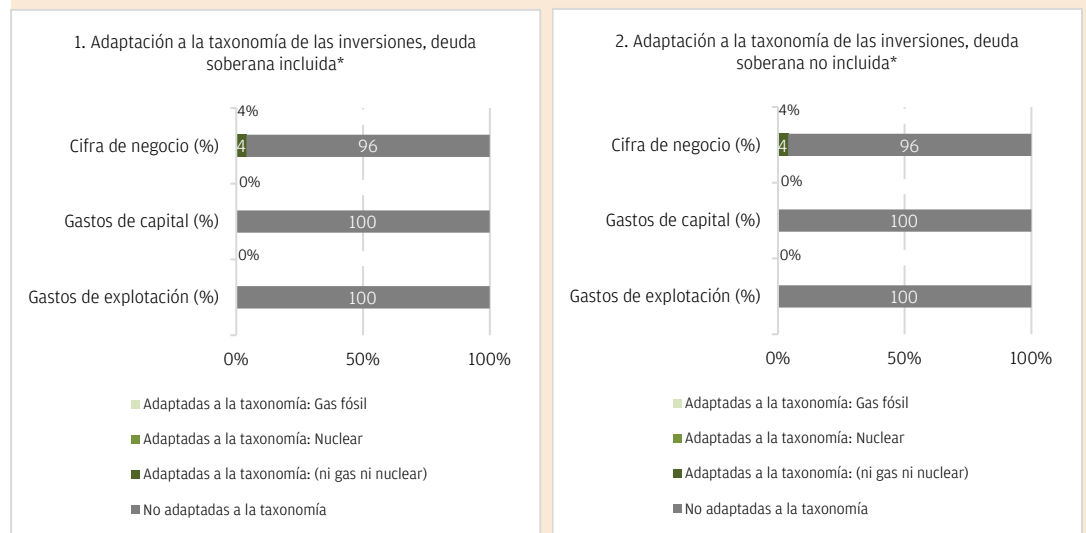 1. Adaptación a la taxonomía de las inversiones, deuda
soberana incluida*
4%
Cifra de negocio (%)
4 96
0%
Gastos de capital (%)
100
0%
Gastos de explotación (%)
100
0% 50% 100%
Adaptadas a la taxonomía: Gas fósil
Adaptadas a la taxonomía: Nuclear
Adaptadas a la taxonomía: (ni gas ni nuclear)
No adaptadas a la taxonomía
2. Adaptación a la taxonomía de las inversiones, deuda
soberana no incluida*
4%
Cifra de negocio (%)
4 96
0%
Gastos de capital (%)
100
0%
Gastos de explotación (%)
100
0% 50% 100%
Adaptadas a la taxonomía: Gas fósil
Adaptadas a la taxonomía: Nuclear
Adaptadas a la taxonomía: (ni gas ni nuclear)
No adaptadas a la taxonomía